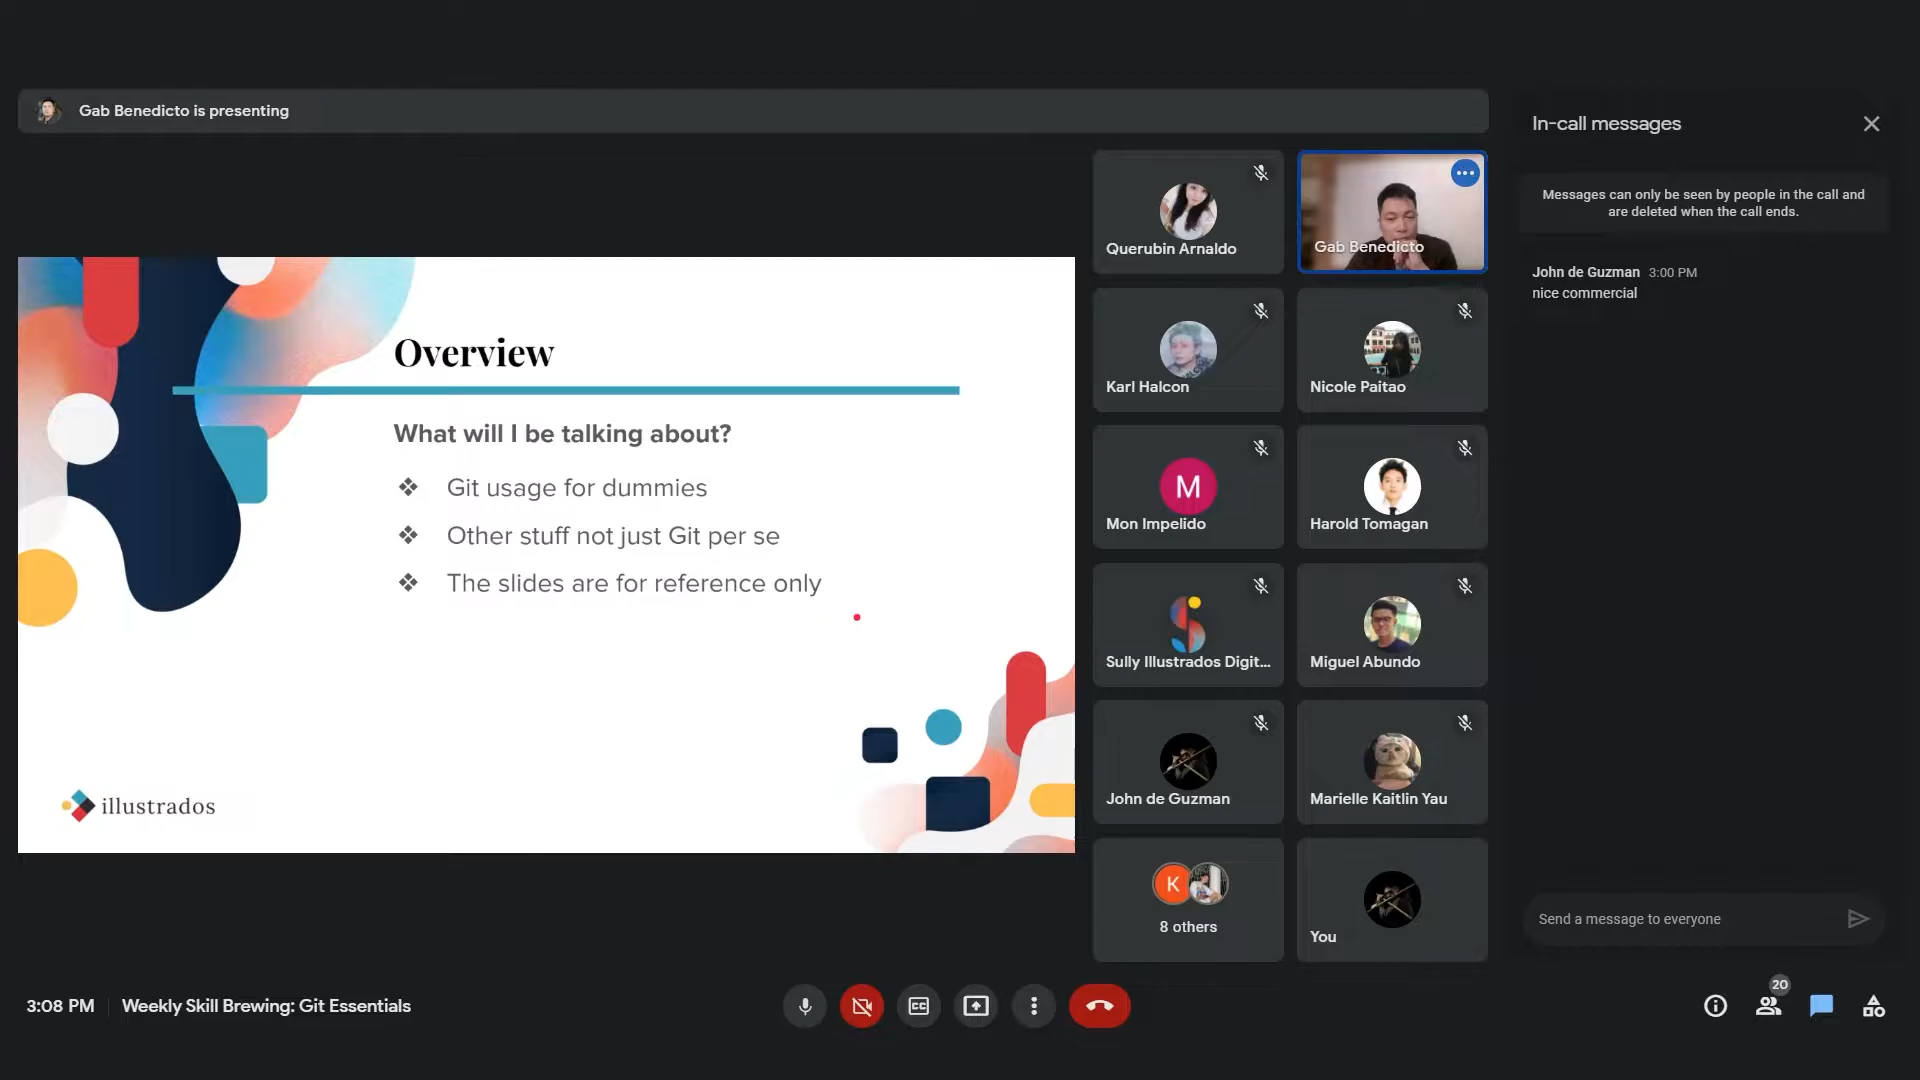 Gab Benedicto is presenting
Overview
What will I be talking about?
❖ Git usage for dummies
❖ Other stuff not just Git per se
❖ The slides are for reference only
illustrados
Querubin Arnaldo
Gab Benedicto
Karl Halcon
Nicole Paitao
M
Mon Impelido
Harold Tomagan
Sully Illustrados Digit...
Miguel Abundo
John de Guzman
Marielle Kaitlin Yau
K
8 others
You
In-call messages
Messages can only be seen by people in the call and
are deleted when the call ends.
John de Guzman 3:00 PM
nice commercial
Send a message to everyone
3:08 PM | Weekly Skill Brewing: Git Essentials
CC
20